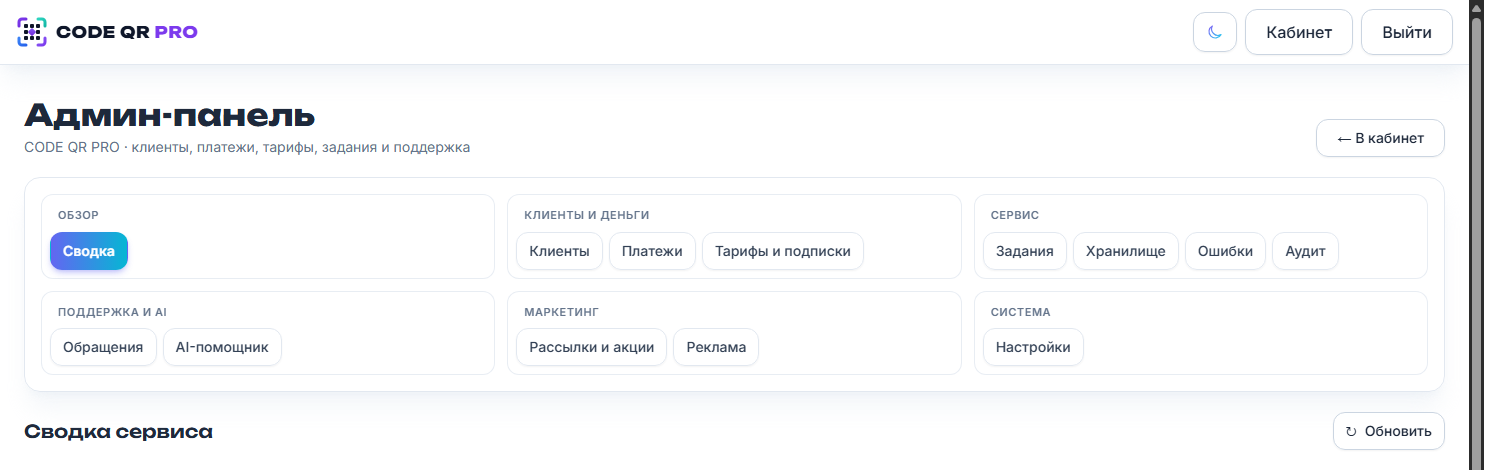 CODE QR PRO
Кабинет
Выйти
Админ-панель
CODE QR PRO · клиенты, платежи, тарифы, задания и поддержка
← В кабинет
ОБЗОР
Сводка
КЛИЕНТЫ И ДЕНЬГИ
Клиенты
Платежи
Тарифы и подписки
СЕРВИС
Задания
Хранилище
Ошибки
Аудит
ПОДДЕРЖКА И AI
Обращения
AI-помощник
МАРКЕТИНГ
Рассылки и акции
Реклама
СИСТЕМА
Настройки
Сводка сервиса
↻ Обновить